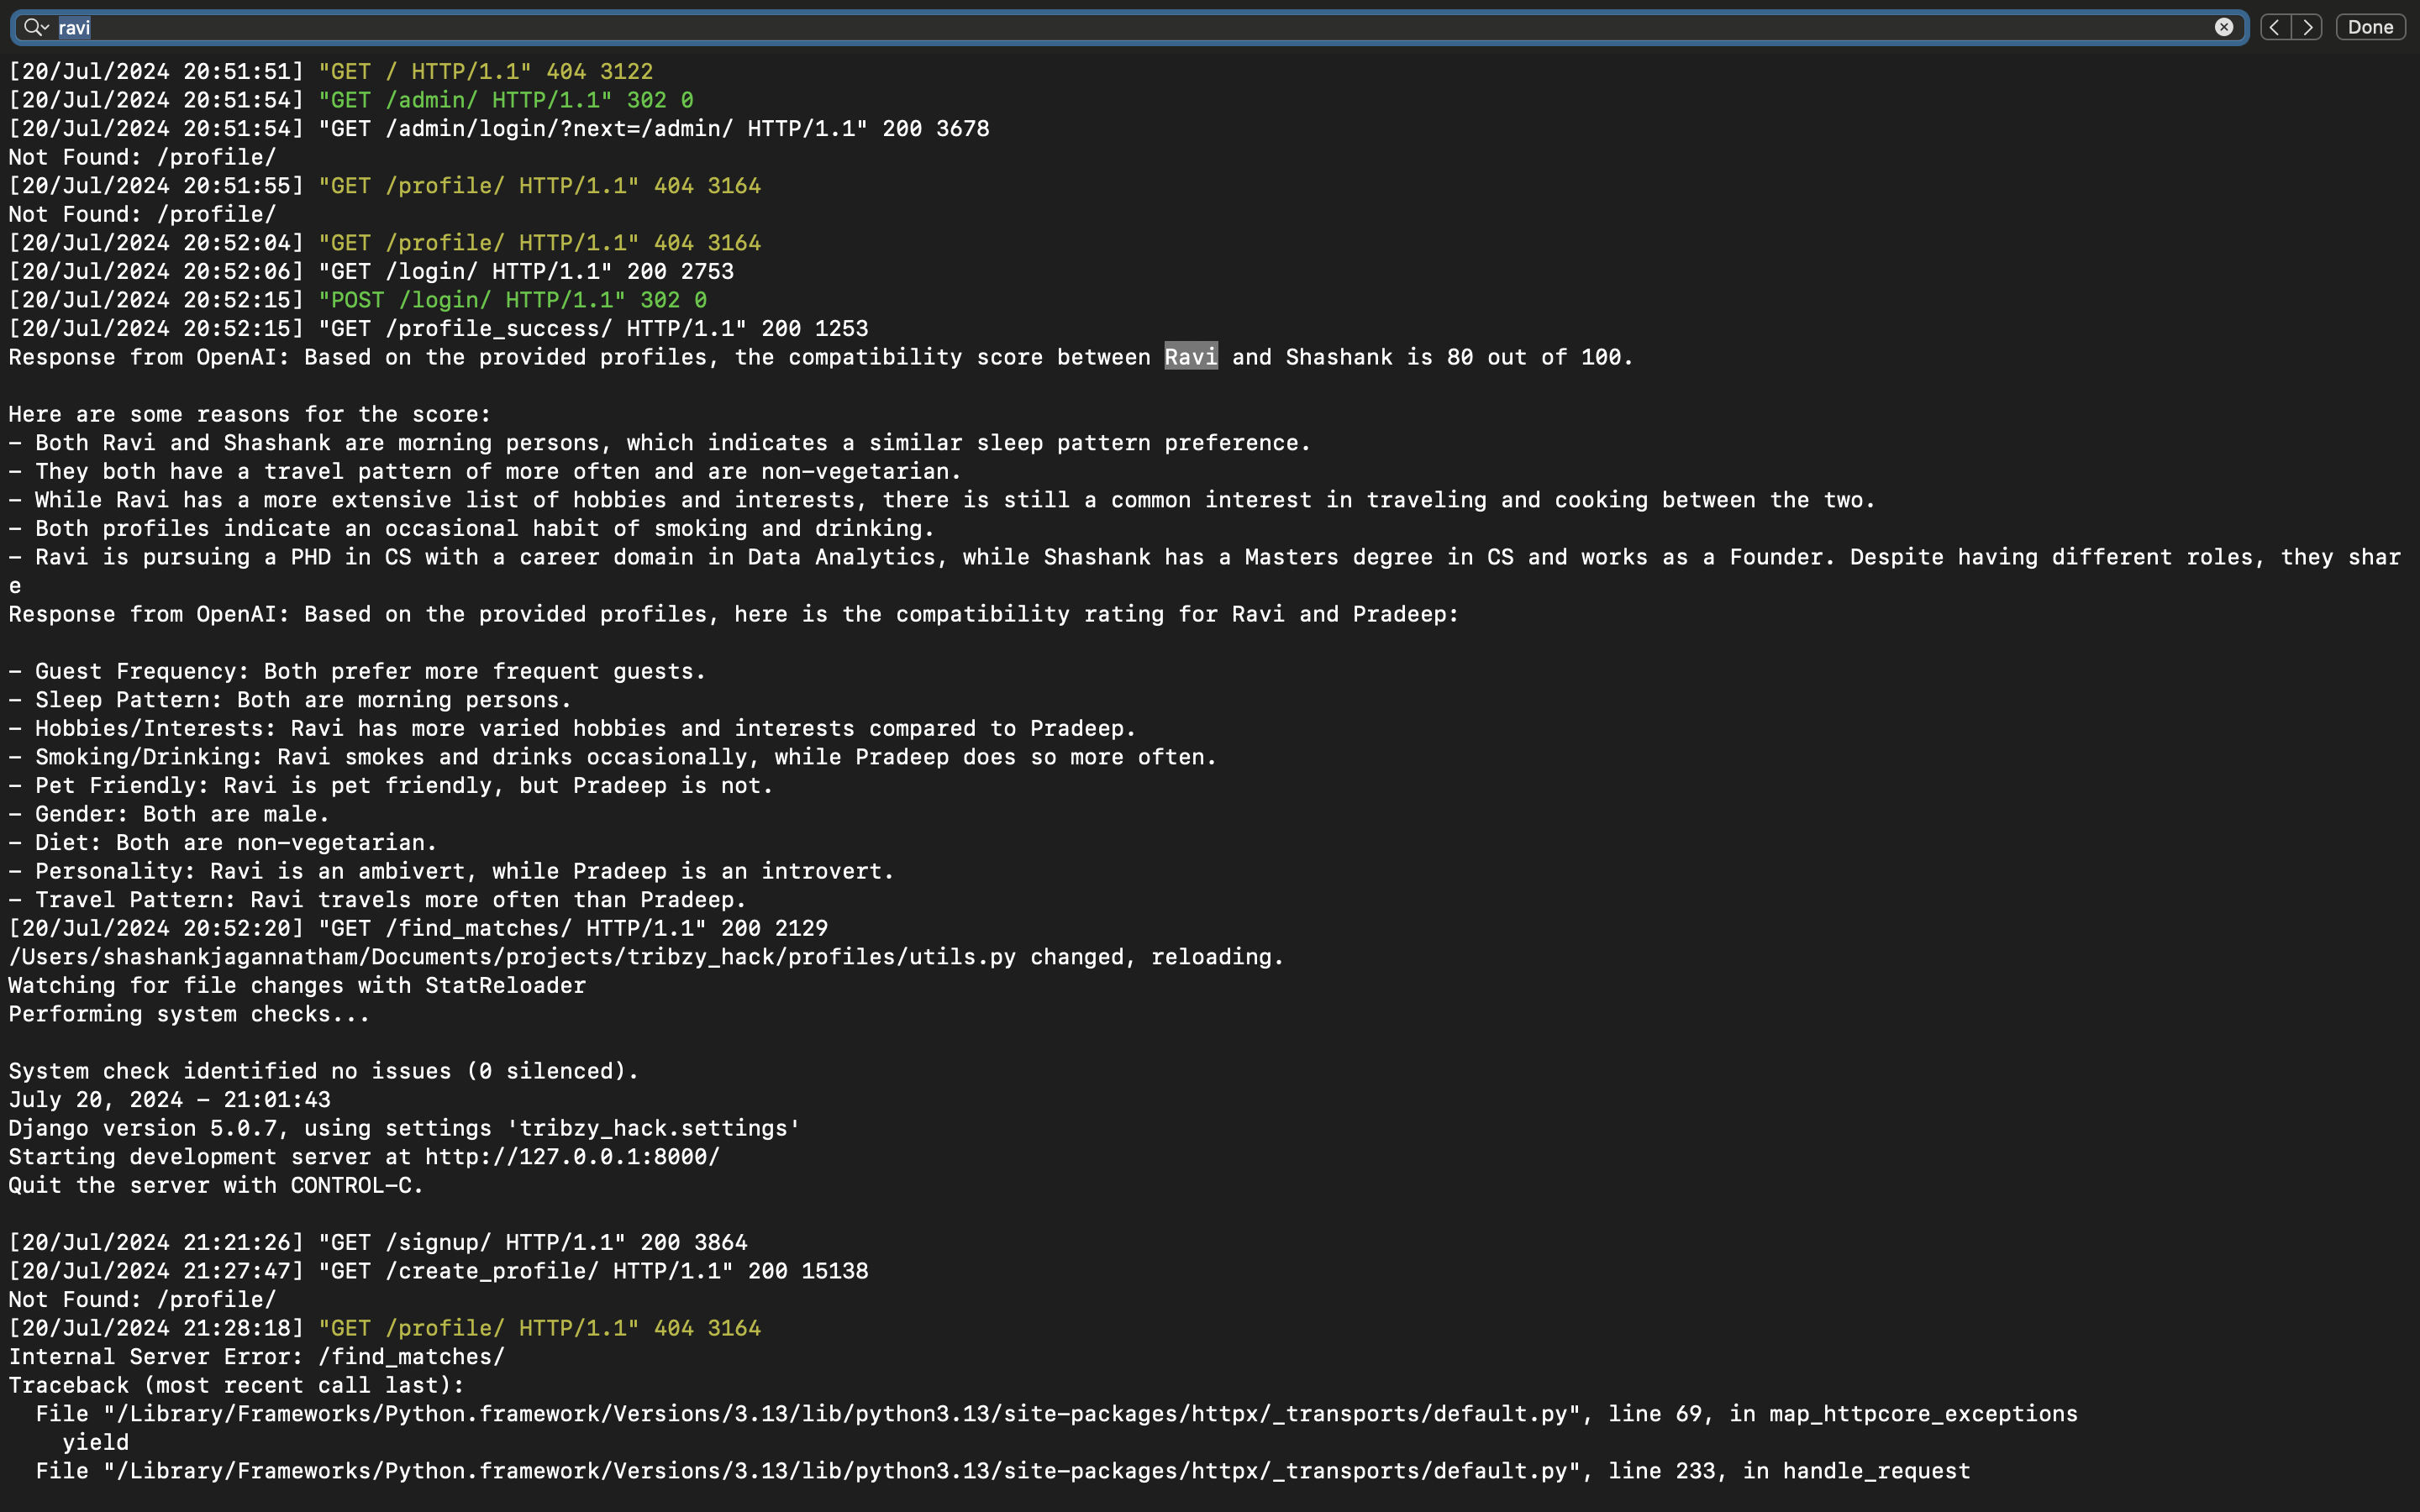 ravi
Done
[20/Jul/2024 20:51:51] "GET / HTTP/1.1" 404 3122
[20/Jul/2024 20:51:54] "GET /admin/ HTTP/1.1" 302 0
[20/Jul/2024 20:51:54] "GET /admin/login/?next=/admin/ HTTP/1.1" 200 3678
Not Found: /profile/
[20/Jul/2024 20:51:55] "GET /profile/ HTTP/1.1" 404 3164
Not Found: /profile/
[20/Jul/2024 20:52:04] "GET /profile/ HTTP/1.1" 404 3164
[20/Jul/2024 20:52:06] "GET /login/ HTTP/1.1" 200 2753
[20/Jul/2024 20:52:15] "POST /login/ HTTP/1.1" 302 0
[20/Jul/2024 20:52:15] "GET /profile_success/ HTTP/1.1" 200 1253
Response from OpenAI: Based on the provided profiles, the compatibility score between Ravi and Shashank is 80 out of 100.
Here are some reasons for the score:
- Both Ravi and Shashank are morning persons, which indicates a similar sleep pattern preference.
- They both have a travel pattern of more often and are non-vegetarian.
- While Ravi has a more extensive list of hobbies and interests, there is still a common interest in traveling and cooking between the two.
- Both profiles indicate an occasional habit of smoking and drinking.
- Ravi is pursuing a PHD in CS with a career domain in Data Analytics, while Shashank has a Masters degree in CS and works as a Founder. Despite having different roles, they shar
e
Response from OpenAI: Based on the provided profiles, here is the compatibility rating for Ravi and Pradeep:
- Guest Frequency: Both prefer more frequent guests.
- Sleep Pattern: Both are morning persons.
- Hobbies/Interests: Ravi has more varied hobbies and interests compared to Pradeep.
- Smoking/Drinking: Ravi smokes and drinks occasionally, while Pradeep does so more often.
- Pet Friendly: Ravi is pet friendly, but Pradeep is not.
- Gender: Both are male.
- Diet: Both are non-vegetarian.
- Personality: Ravi is an ambivert, while Pradeep is an introvert.
- Travel Pattern: Ravi travels more often than Pradeep.
[20/Jul/2024 20:52:20] "GET /find_matches/ HTTP/1.1" 200 2129
/Users/shashankjagannatham/Documents/projects/tribzy_hack/profiles/utils.py changed, reloading.
Watching for file changes with StatReloader
Performing system checks...
System check identified no issues (0 silenced).
July 20, 2024 - 21:01:43
Django version 5.0.7, using settings 'tribzy_hack.settings'
Starting development server at http://127.0.0.1:8000/
Quit the server with CONTROL-C.
[20/Jul/2024 21:21:26] "GET /signup/ HTTP/1.1" 200 3864
[20/Jul/2024 21:27:47] "GET /create_profile/ HTTP/1.1" 200 15138
Not Found: /profile/
[20/Jul/2024 21:28:18] "GET /profile/ HTTP/1.1" 404 3164
Internal Server Error: /find_matches/
Traceback (most recent call last):
  File "/Library/Frameworks/Python.framework/Versions/3.13/lib/python3.13/site-packages/httpx/_transports/default.py", line 69, in map_httpcore_exceptions
    yield
  File "/Library/Frameworks/Python.framework/Versions/3.13/lib/python3.13/site-packages/httpx/_transports/default.py", line 233, in handle_request